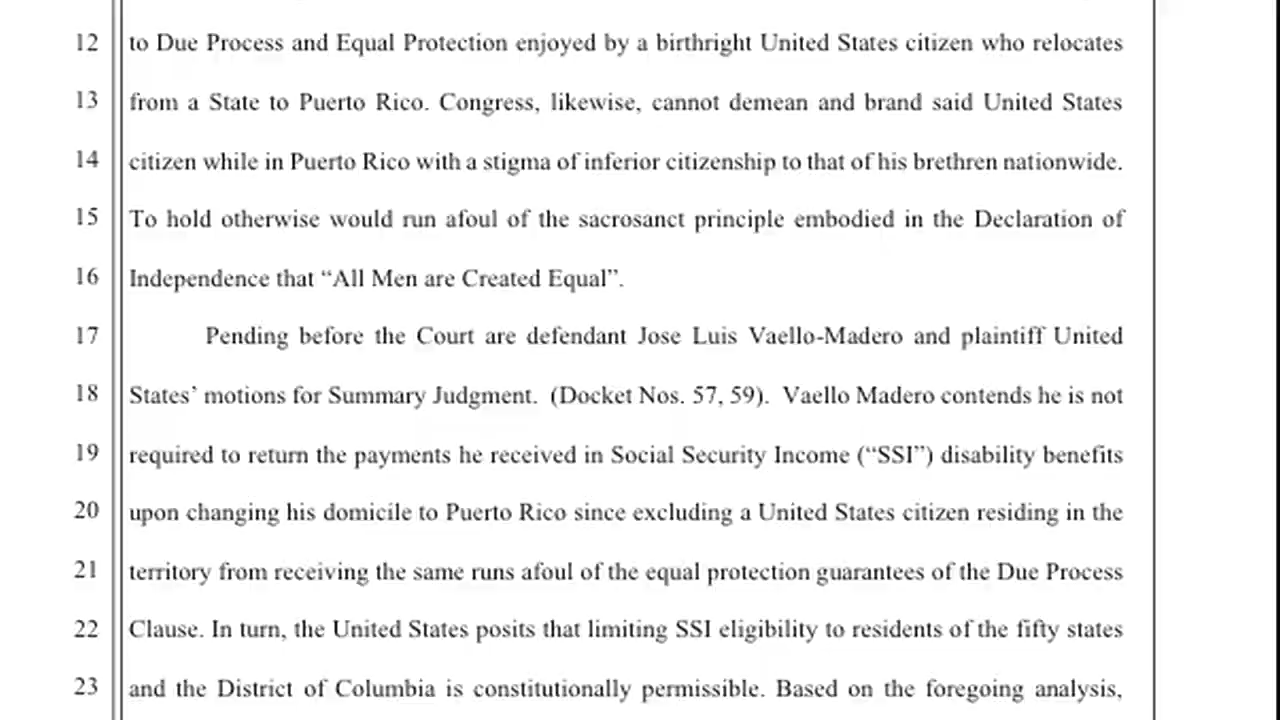 12 to Due Process and Equal Protection enjoyed by a birthright United States citizen who relocates
13 from a State to Puerto Rico. Congress, likewise, cannot demean and brand said United States
14 citizen while in Puerto Rico with a stigma of inferior citizenship to that of his brethren nationwide.
15 To hold otherwise would run afoul of the sacrosanct principle embodied in the Declaration of
16 Independence that “All Men are Created Equal”.
17 Pending before the Court are defendant Jose Luis Vaello-Madero and plaintiff United
18 States’ motions for Summary Judgment. (Docket Nos. 57, 59). Vaello Madero contends he is not
19 required to return the payments he received in Social Security Income (“SSI”) disability benefits
20 upon changing his domicile to Puerto Rico since excluding a United States citizen residing in the
21 territory from receiving the same runs afoul of the equal protection guarantees of the Due Process
22 Clause. In turn, the United States posits that limiting SSI eligibility to residents of the fifty states
23 and the District of Columbia is constitutionally permissible. Based on the foregoing analysis,